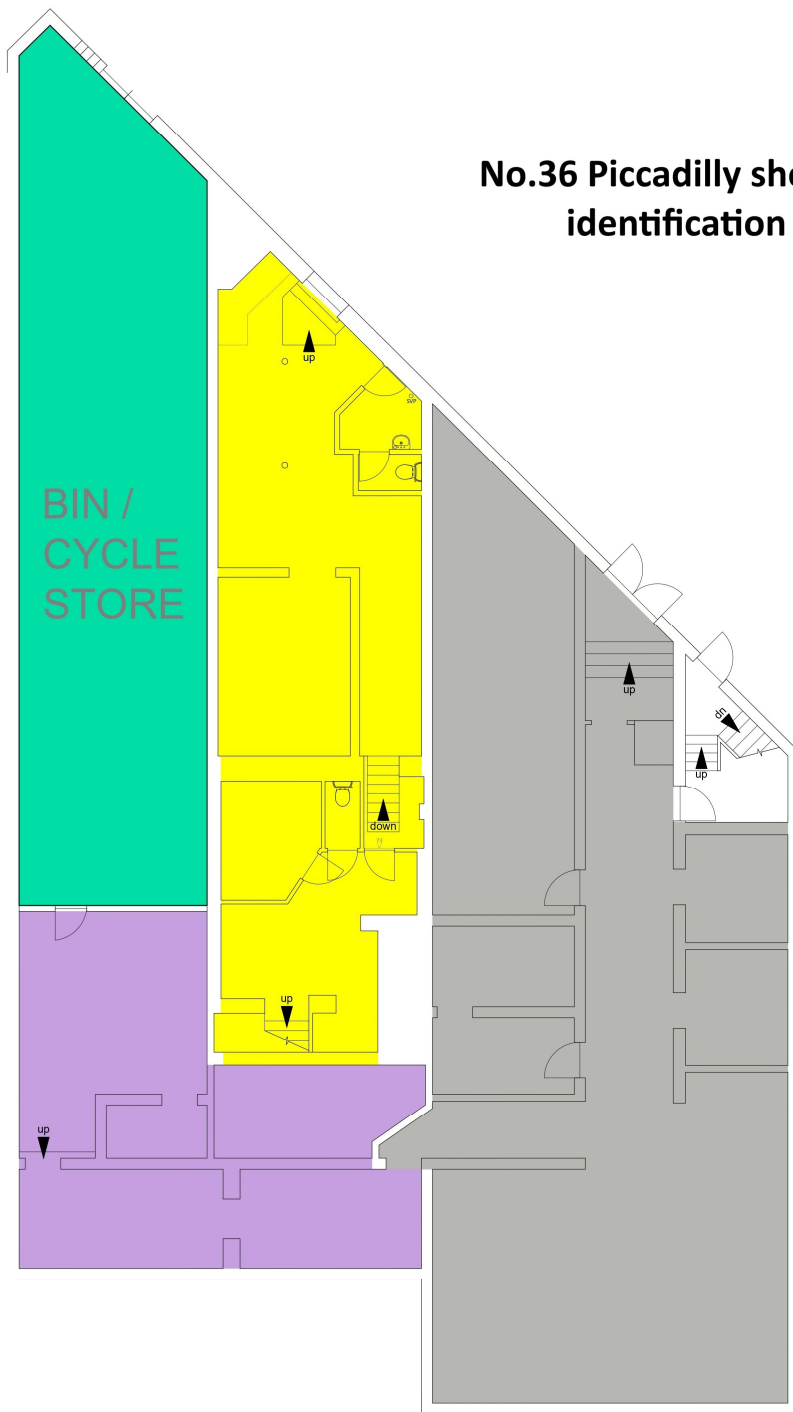 No.36 Piccadilly sh
identification
up
SVP
BIN /
CYCLE
STORE
up
dn
up
down
up
up